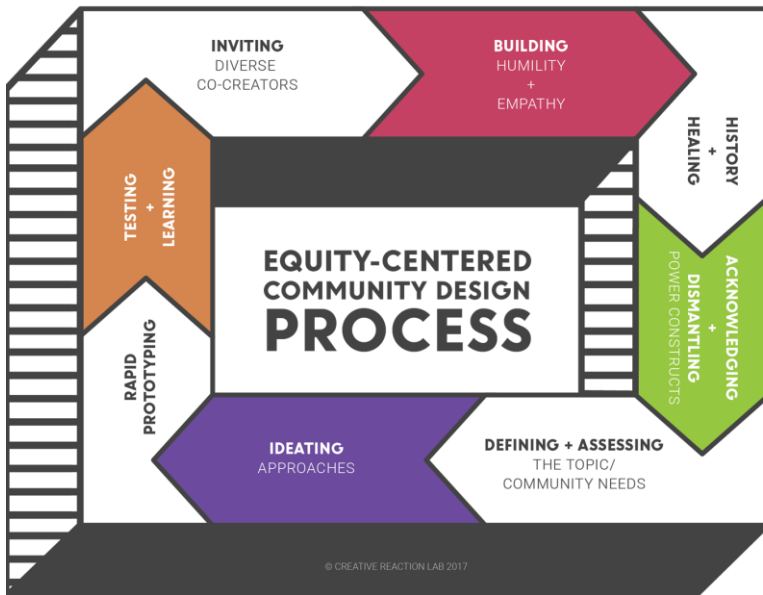 INVITING
DIVERSE
CO-CREATORS
BUILDING
HUMILITY
+
EMPATHY
HISTORY
+
HEALING
ACKNOWLEDGING
+
DISMANTLING
POWER CONSTRUCTS
DEFINING + ASSESSING
THE TOPIC/
COMMUNITY NEEDS
IDEATING
APPROACHES
RAPID
PROTOTYPING
TESTING
+
LEARNING
EQUITY-CENTERED
COMMUNITY DESIGN
PROCESS
© CREATIVE REACTION LAB 2017